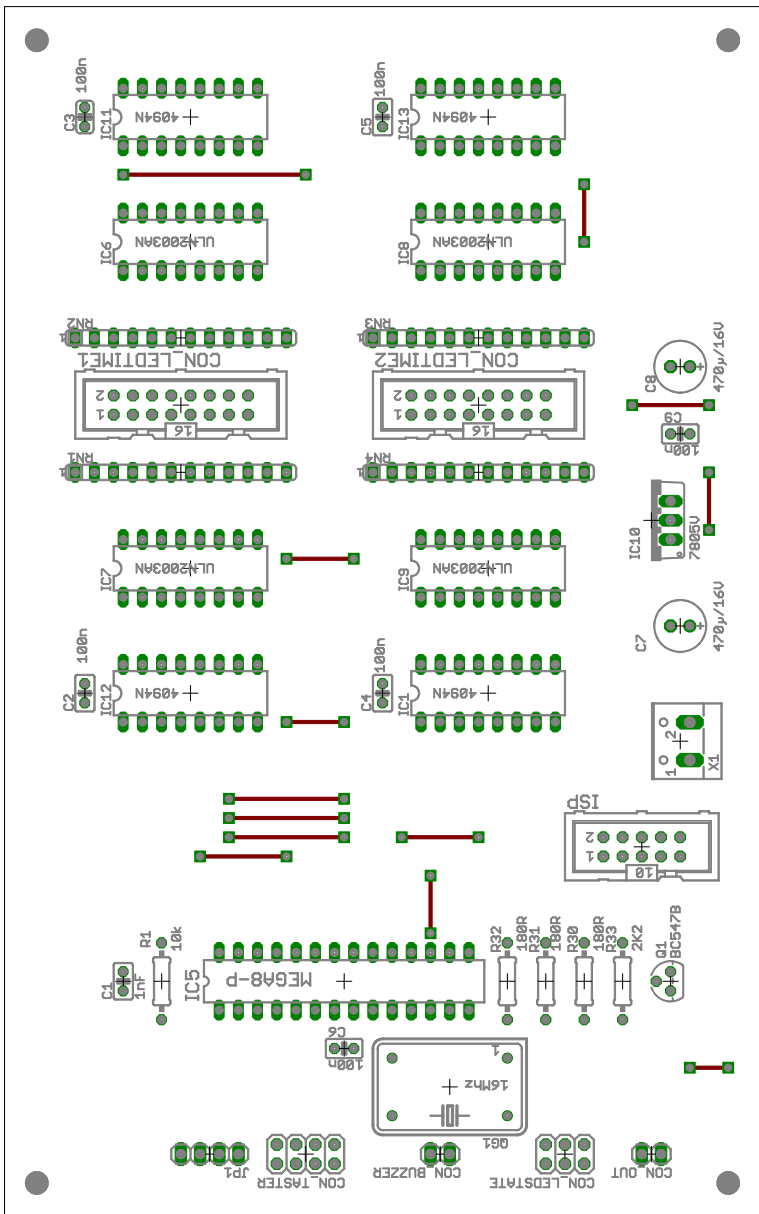 100n
C3
IC11
4094N
100n
C5
IC13
4094N
IC6
ULN2003AN
IC8
ULN2003AN
RN2
1
CON_LEDTIME1
2
1
16
RN3
1
CON_LEDTIME2
2
1
16
C8
470µ/16V
+
C9
100n
RN1
1
RN4
1
IC10
7805V
IC7
ULN2003AN
IC9
ULN2003AN
C7
470µ/16V
+
100n
C2
IC12
4094N
100n
C4
IC1
4094N
2
1
X1
ISP
2
1
10
R1
10k
C1
1nF
IC5
MEGA8-P
R32
180R
R31
180R
R30
180R
R33
2K2
Q1
BC547B
C6
100n
1
16Mhz
QG1
JP1
CON_TASTER
CON_BUZZER
CON_LEDSTATE
CON_OUT